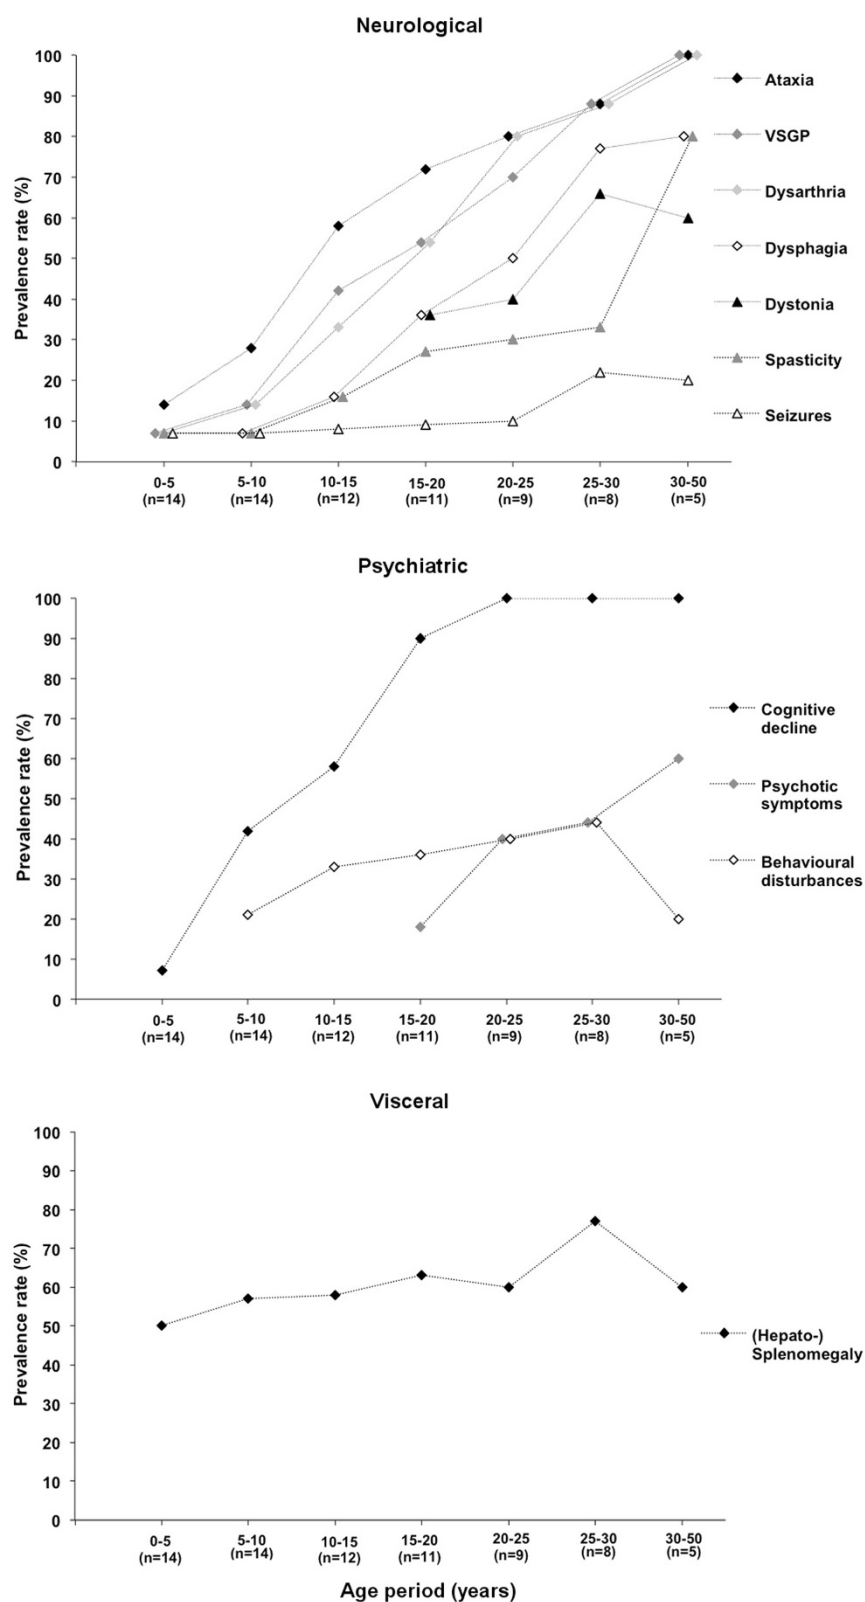 Neurological
Prevalence rate (%)
100
90
80
70
60
50
40
30
20
10
0
0-5 5-10 10-15 15-20 20-25 25-30 30-50
(n=14) (n=14) (n=12) (n=11) (n=9) (n=8) (n=5)
Ataxia
VSGP
Dysarthria
Dysphagia
Dystonia
Spasticity
Seizures
Psychiatric
Prevalence rate (%)
100
90
80
70
60
50
40
30
20
10
0
0-5 5-10 10-15 15-20 20-25 25-30 30-50
(n=14) (n=14) (n=12) (n=11) (n=9) (n=8) (n=5)
Cognitive
decline
Psychotic
symptoms
Behavioural
disturbances
Visceral
Prevalence rate (%)
100
90
80
70
60
50
40
30
20
10
0
0-5 5-10 10-15 15-20 20-25 25-30 30-50
(n=14) (n=14) (n=12) (n=11) (n=9) (n=8) (n=5)
(Hepato-)
Splenomegaly
Age period (years)